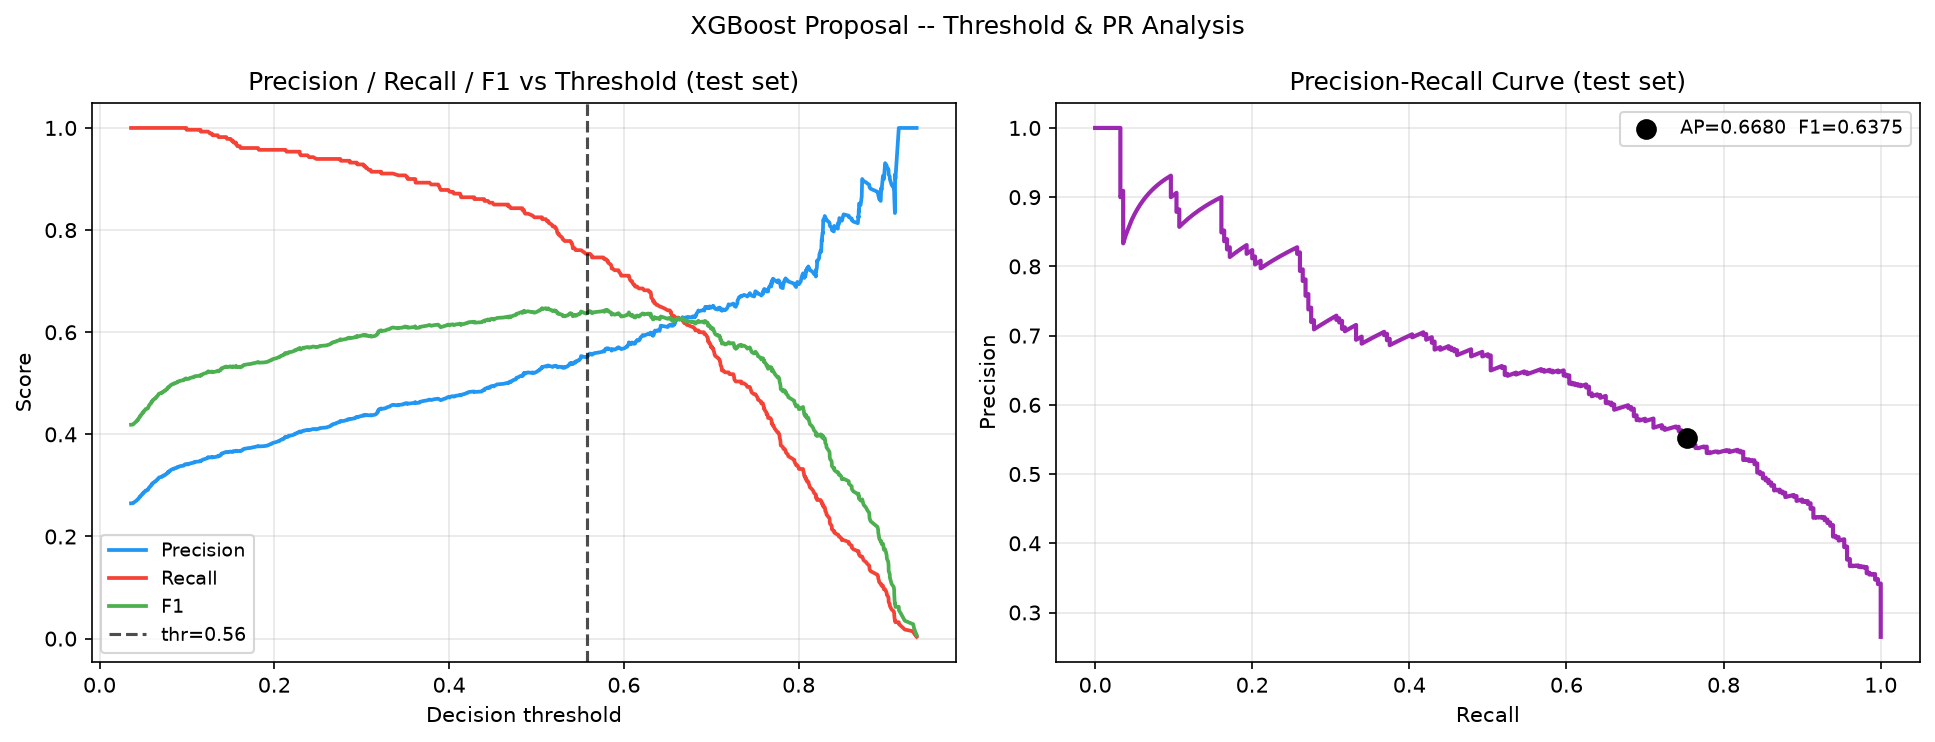 XGBoost Proposal -- Threshold & PR Analysis
Precision / Recall / F1 vs Threshold (test set)
Score
1.0
0.8
0.6
0.4
0.2
0.0
Precision
Recall
F1
thr=0.56
0.0 0.2 0.4 0.6 0.8
Decision threshold
Precision-Recall Curve (test set)
AP=0.6680 F1=0.6375
Precision
1.0
0.9
0.8
0.7
0.6
0.5
0.4
0.3
0.0 0.2 0.4 0.6 0.8 1.0
Recall